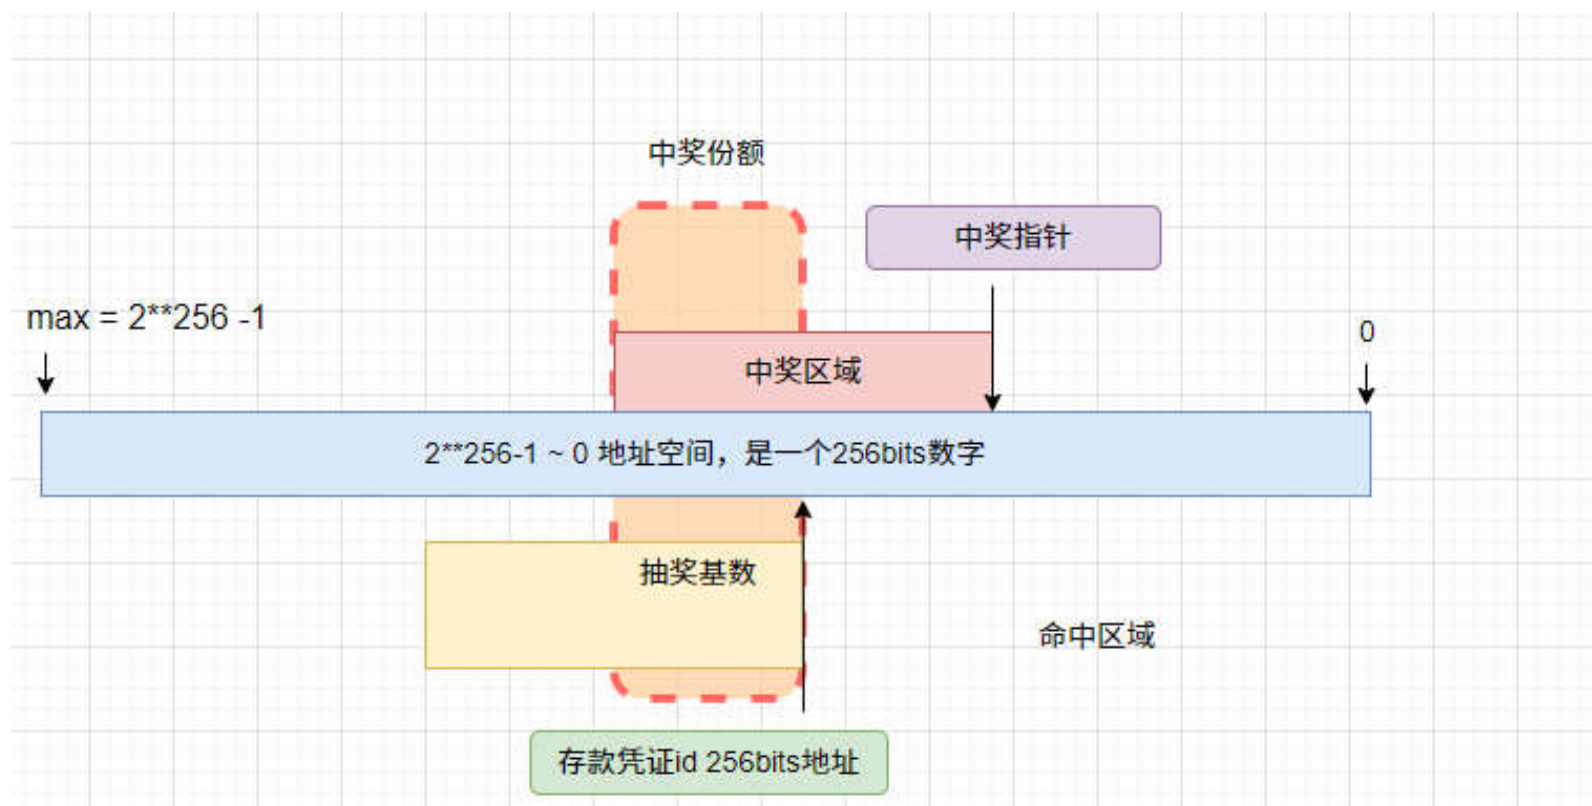 中奖份额
中奖指针
max = 2**256 -1
0
中奖区域
2**256-1 ~ 0 地址空间，是一个256bits数字
抽奖基数
命中区域
存款凭证id 256bits地址